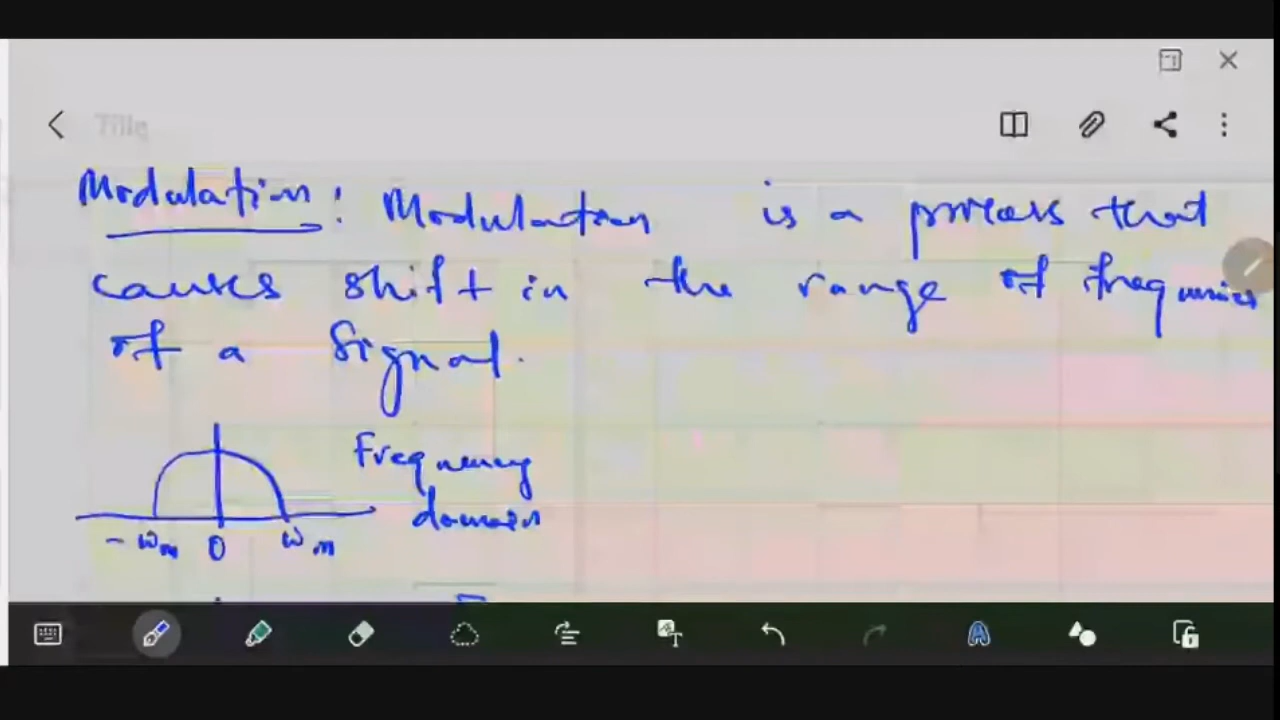 Title
Modulation: Modulation is a process that
causes shift in the range of frequencies
of a signal.
Frequency
domain
-ωm 0 ωm